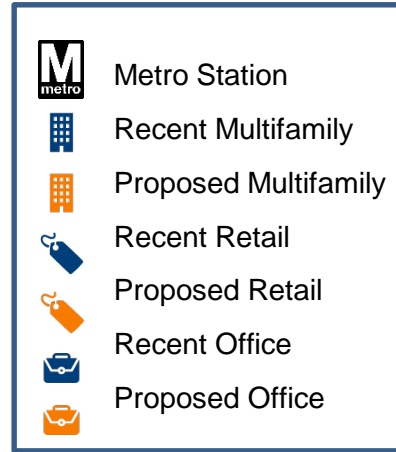 M
metro
Metro Station
Recent Multifamily
Proposed Multifamily
Recent Retail
Proposed Retail
Recent Office
Proposed Office